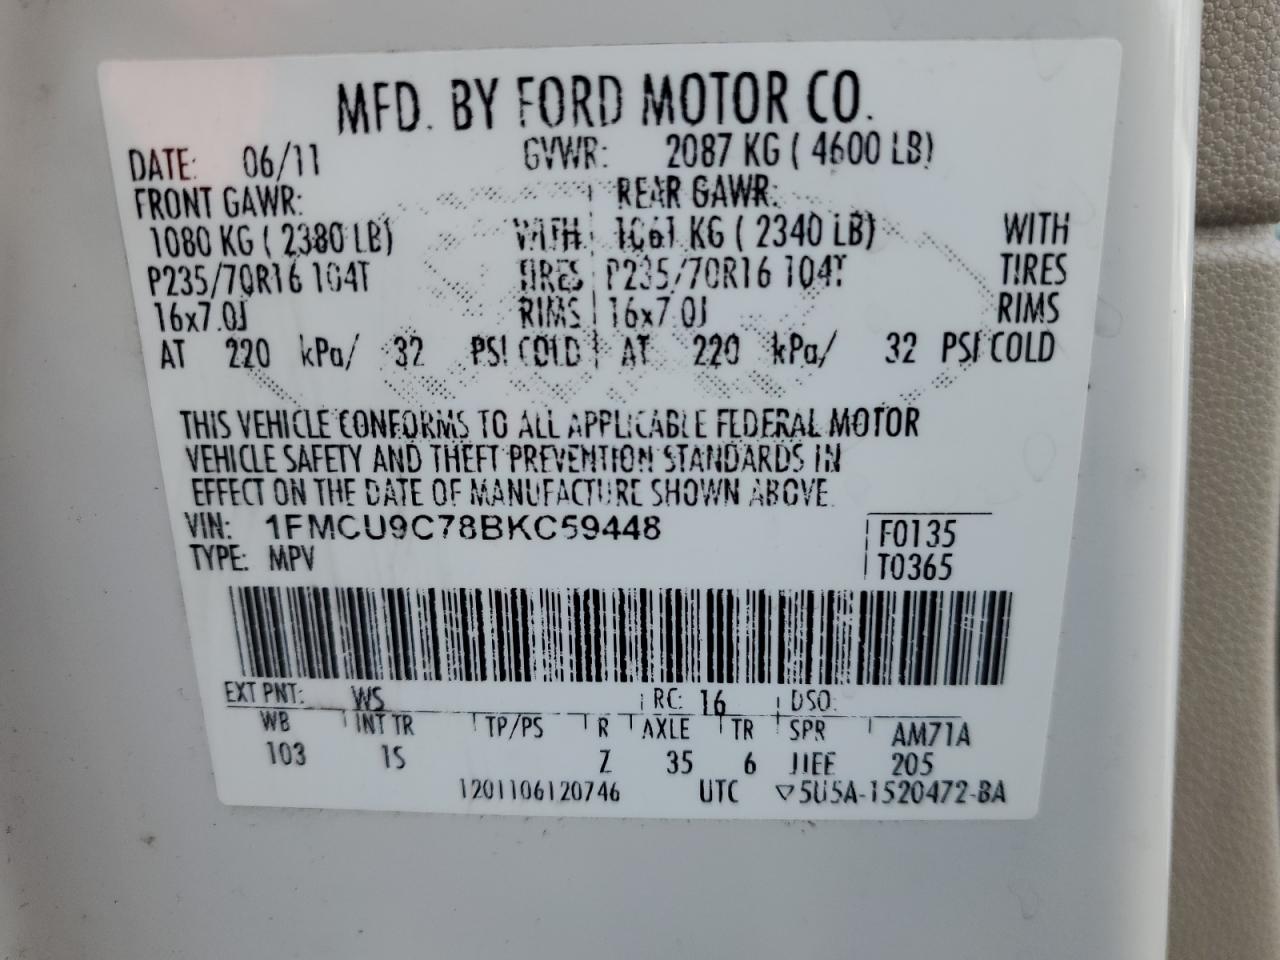 MFD. BY FORD MOTOR CO.
DATE: 06/11 GVWR: 2087 KG ( 4600 LB)
FRONT GAWR: REAR GAWR:
1080 KG ( 2380 LB) WITH 1061 KG ( 2340 LB) WITH
P235/70R16 104T TIRES P235/70R16 104T TIRES
16x7.0J RIMS 16x7.0J RIMS
AT 220 kPa/ 32 PSI COLD AT 220 kPa/ 32 PSI COLD
THIS VEHICLE CONFORMS TO ALL APPLICABLE FEDERAL MOTOR
VEHICLE SAFETY AND THEFT PREVENTION STANDARDS IN
EFFECT ON THE DATE OF MANUFACTURE SHOWN ABOVE.
VIN: 1FMCU9C78BKC59448 F0135
TYPE: MPV T0365
EXT PNT: WS RC: 16 DSO:
WB INT TR TP/PS R AXLE TR SPR AM71A
103 1S Z 35 6 JJEE 205
1201106120746 UTC ▽5U5A-1520472-BA